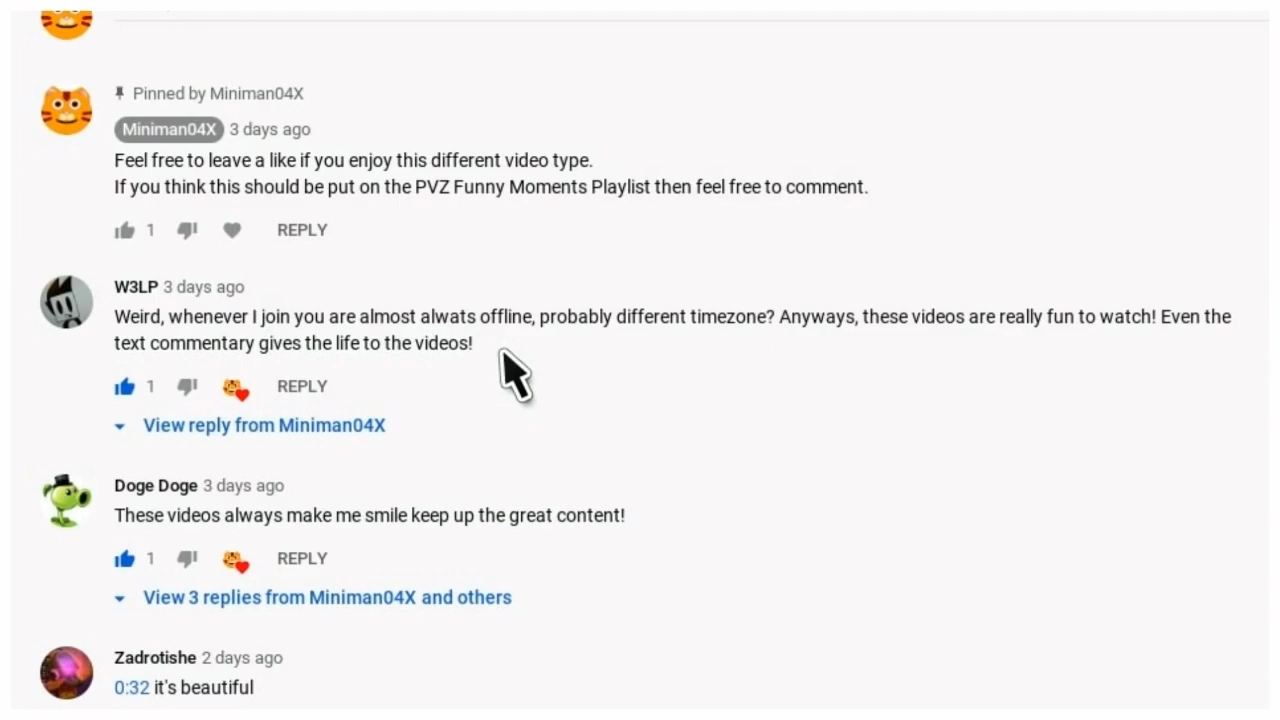 Pinned by Miniman04X
Miniman04X 3 days ago
Feel free to leave a like if you enjoy this different video type.
If you think this should be put on the PVZ Funny Moments Playlist then feel free to comment.
1 REPLY
W3LP 3 days ago
Weird, whenever I join you are almost alwats offline, probably different timezone? Anyways, these videos are really fun to watch! Even the
text commentary gives the life to the videos!
1 REPLY
View reply from Miniman04X
Doge Doge 3 days ago
These videos always make me smile keep up the great content!
1 REPLY
View 3 replies from Miniman04X and others
Zadrotishe 2 days ago
0:32 it's beautiful